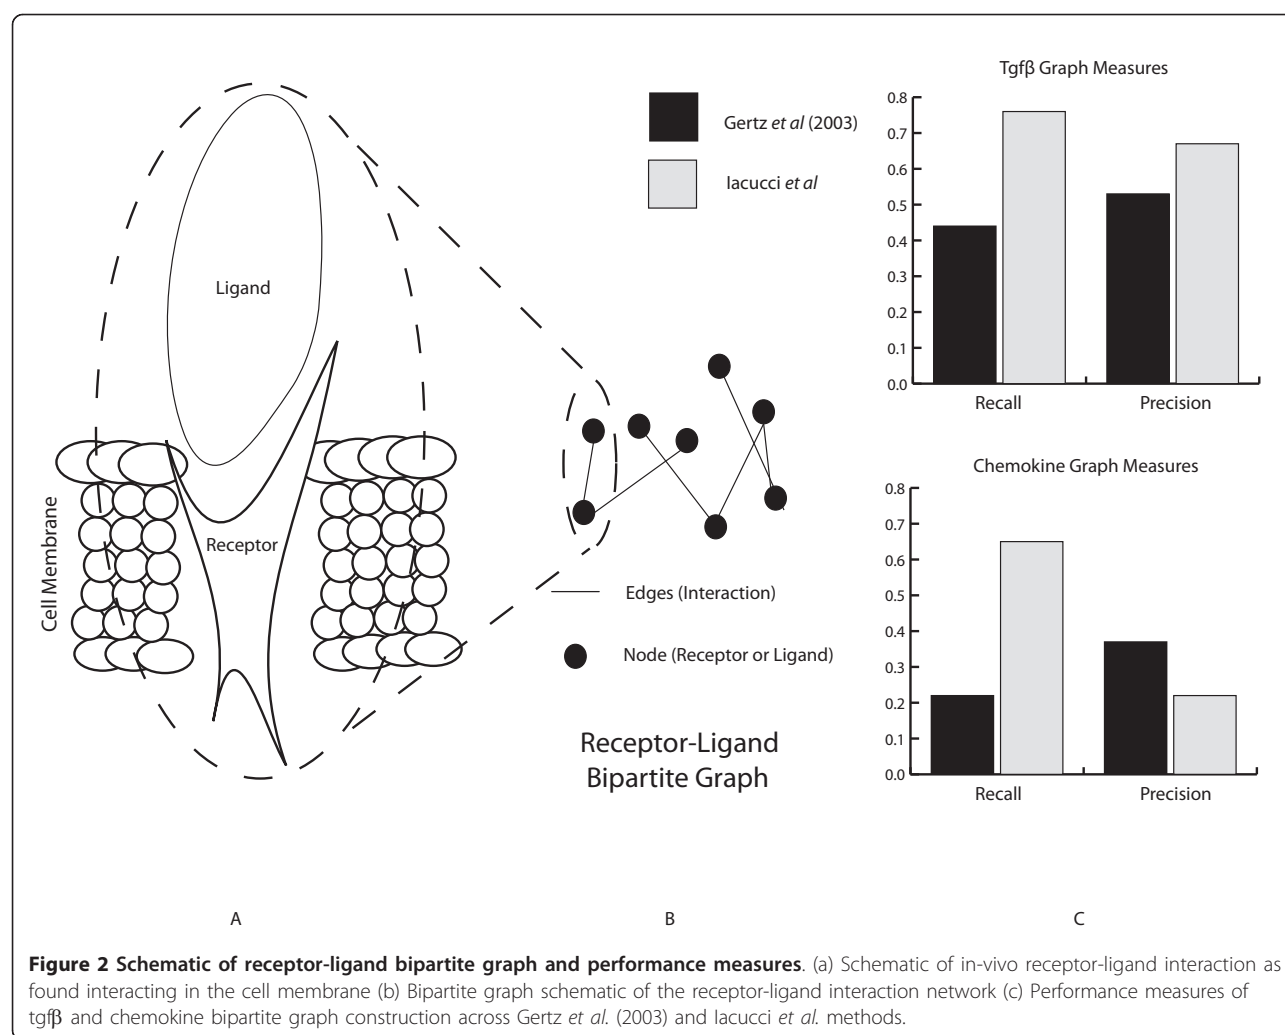 Ligand
Receptor
Cell Membrane
A
Gertz et al (2003)
Iacucci et al
Edges (Interaction)
Node (Receptor or Ligand)
Receptor-Ligand
Bipartite Graph
B
Tgfβ Graph Measures
0.8
0.7
0.6
0.5
0.4
0.3
0.2
0.1
0.0
Recall Precision
Chemokine Graph Measures
0.8
0.7
0.6
0.5
0.4
0.3
0.2
0.1
0.0
Recall Precision
C
Figure 2 Schematic of receptor-ligand bipartite graph and performance measures. (a) Schematic of in-vivo receptor-ligand interaction as
found interacting in the cell membrane (b) Bipartite graph schematic of the receptor-ligand interaction network (c) Performance measures of
tgfβ and chemokine bipartite graph construction across Gertz et al. (2003) and Iacucci et al. methods.